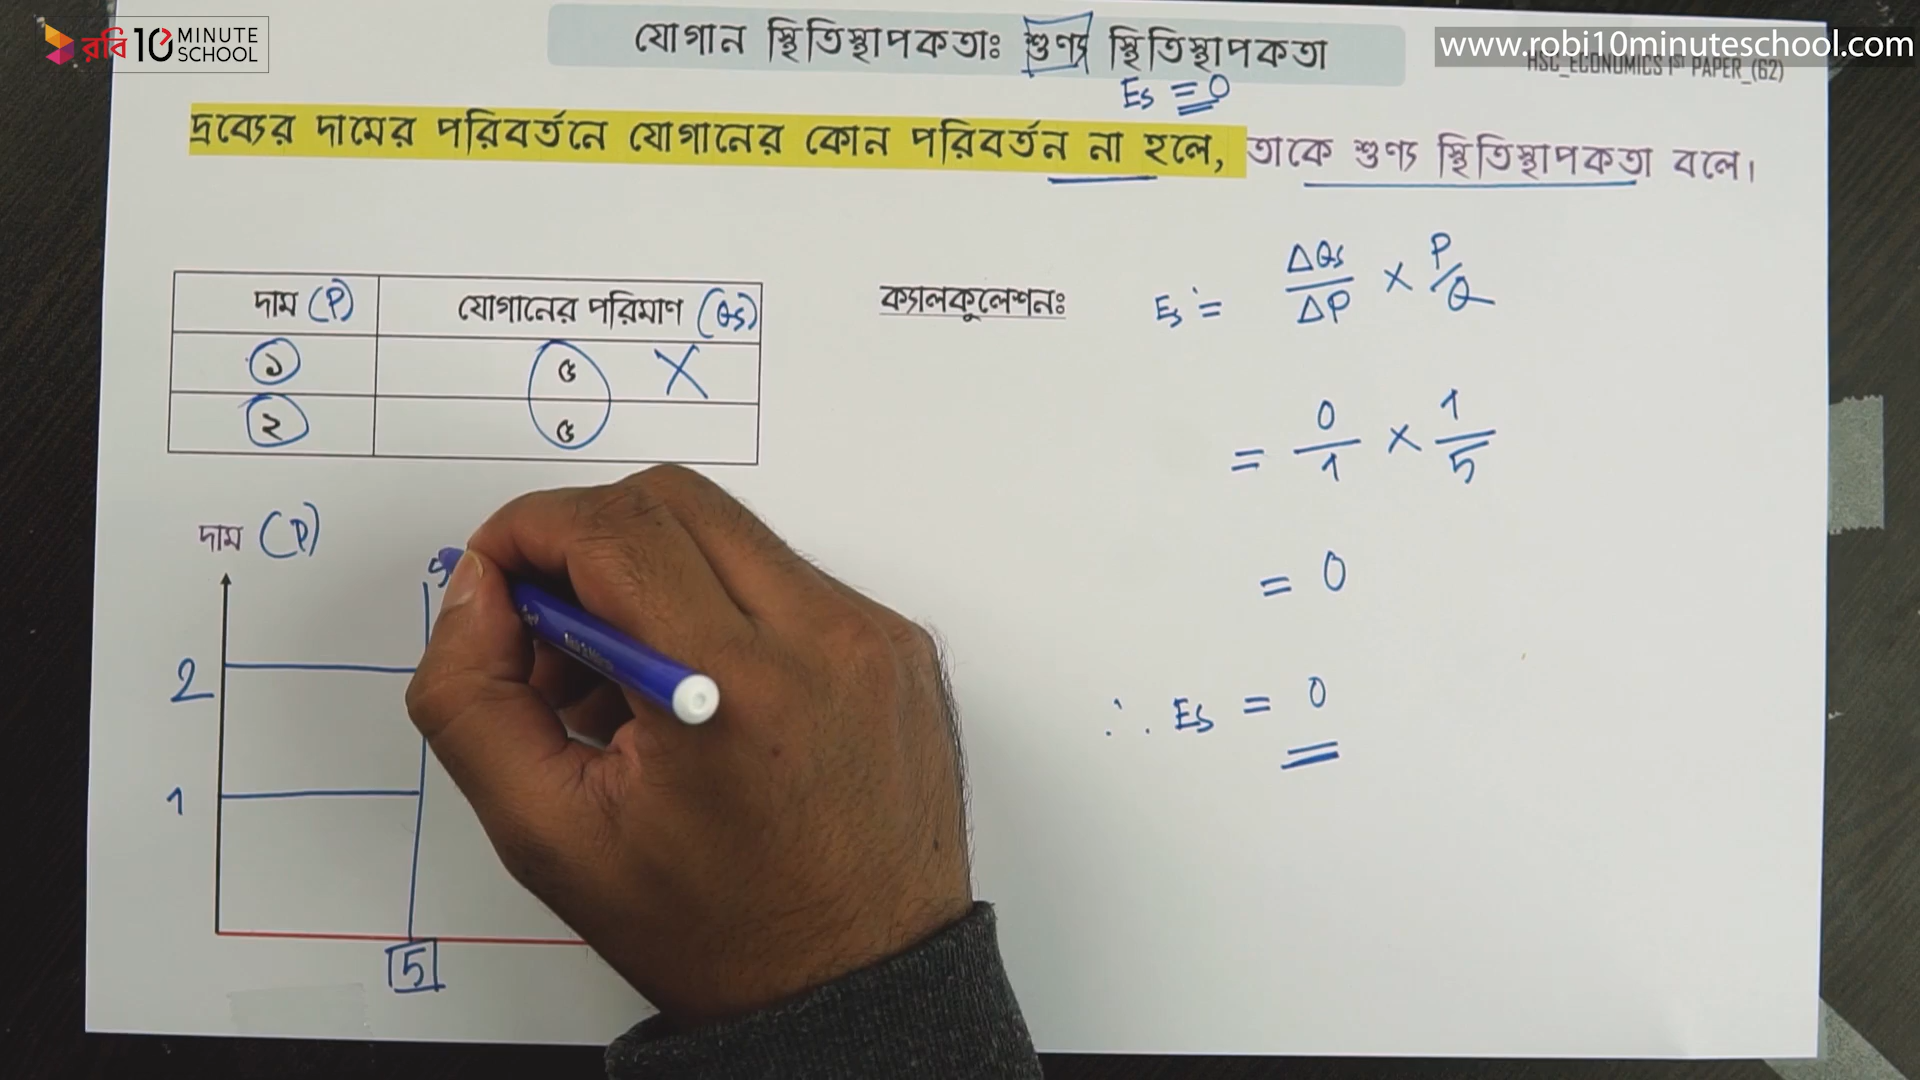 রবি 10 MINUTE SCHOOL
www.robi10minuteschool.com
যোগান স্থিতিস্থাপকতাঃ শুণ্য স্থিতিস্থাপকতা
HSC_ECONOMICS 1ST PAPER_(62)
Es = 0
দ্রব্যের দামের পরিবর্তনে যোগানের কোন পরিবর্তন না হলে, তাকে শুণ্য স্থিতিস্থাপকতা বলে।
দাম (P) যোগানের পরিমাণ (Qs)
১ ৫ X
২ ৫
ক্যালকুলেশনঃ Es = ΔQs/ΔP × P/Q
= 0/1 × 1/5
= 0
∴ Es = 0
দাম (P)
S
2
1
5